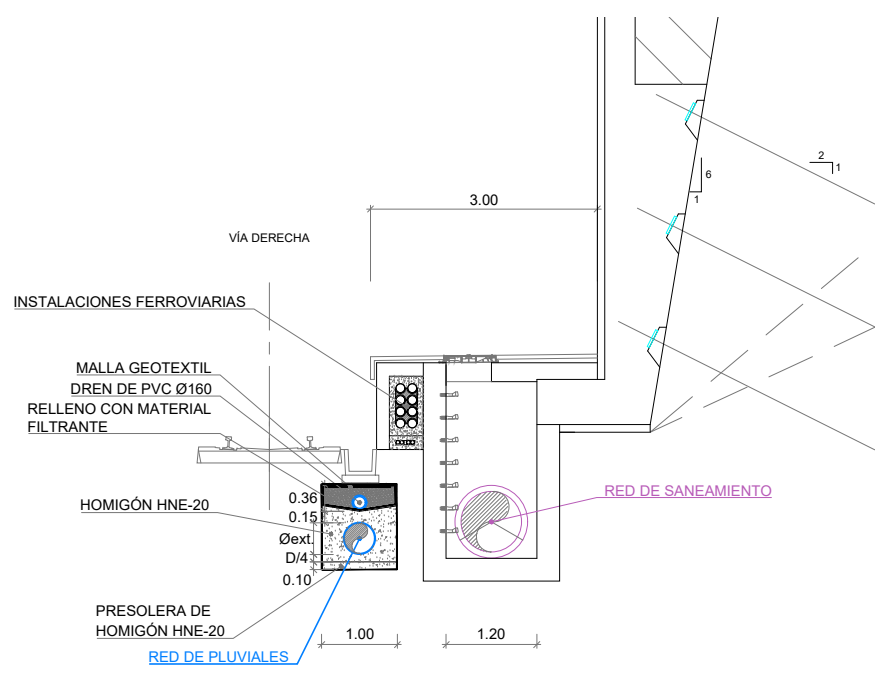 2
1
6
1
3.00
VÍA DERECHA
INSTALACIONES FERROVIARIAS
MALLA GEOTEXTIL
DREN DE PVC Ø160
RELLENO CON MATERIAL
FILTRANTE
HOMIGÓN HNE-20
0.36
0.15
Øext.
D/4
0.10
RED DE SANEAMIENTO
PRESOLERA DE
HOMIGÓN HNE-20
RED DE PLUVIALES
1.00
1.20